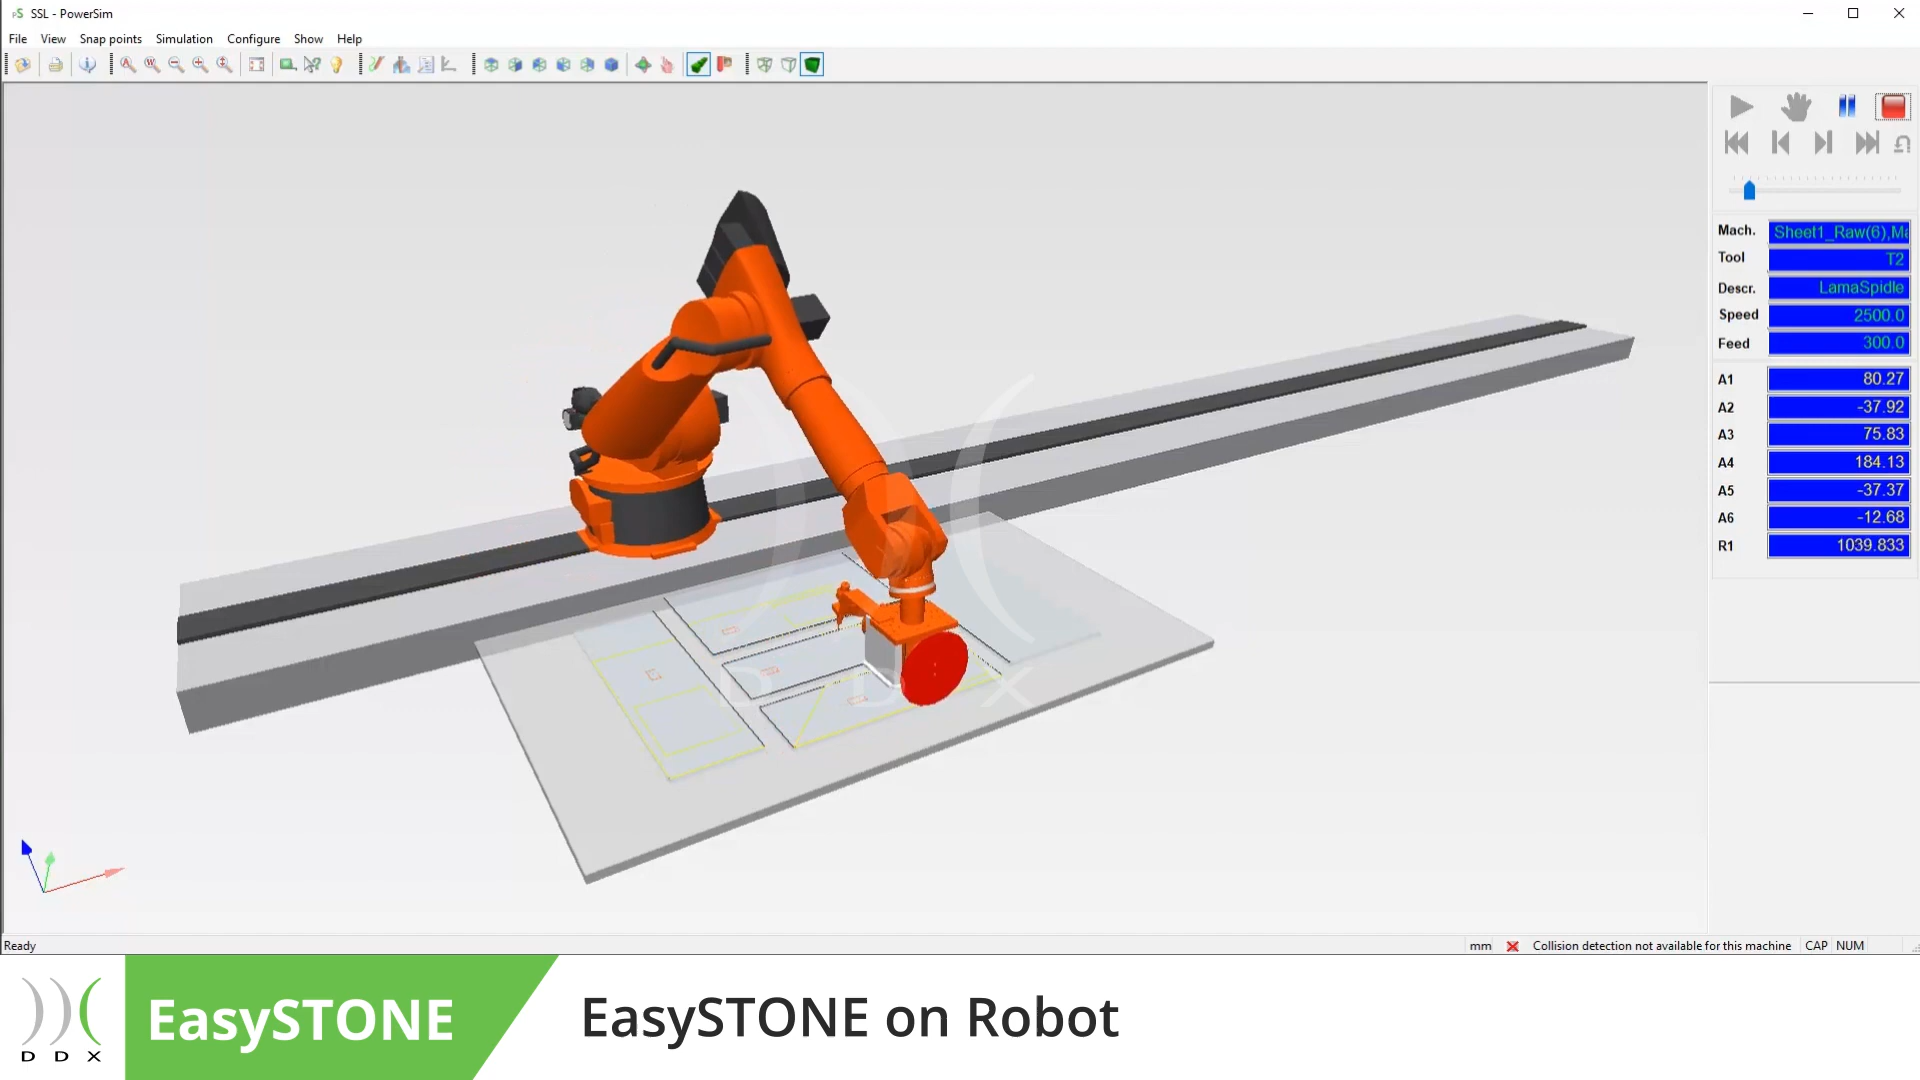 SSL - PowerSim
File View Snap points Simulation Configure Show Help
Mach. Sheet1_Raw(6),Ma
Tool T2
Descr. LamaSpidle
Speed 2500.0
Feed 300.0
A1 80.27
A2 -37.92
A3 75.83
A4 184.13
A5 -37.37
A6 -12.68
R1 1039.833
D D X
Ready
mm Collision detection not available for this machine CAP NUM
D D X
EasySTONE
EasySTONE on Robot